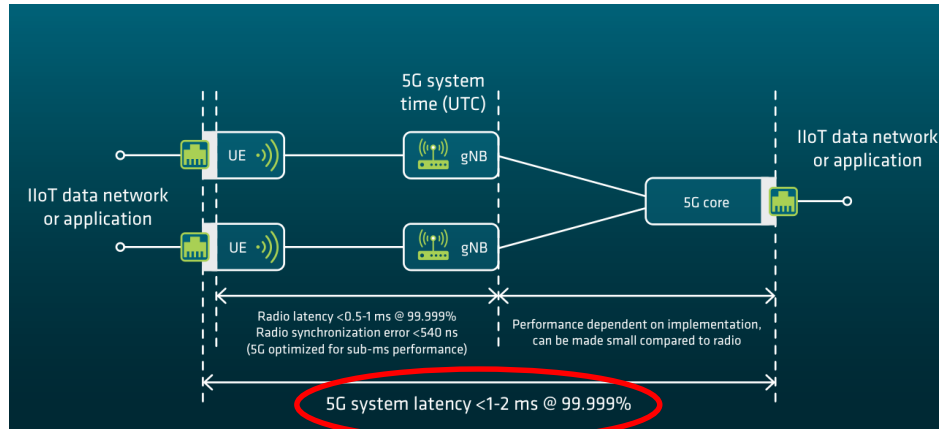 5G system
time (UTC)
IIoT data network
or application
UE
gNB
IIoT data network
or application
5G core
UE
gNB
Radio latency <0.5-1 ms @ 99.999%
Radio synchronization error <540 ns
(5G optimized for sub-ms performance)
Performance dependent on implementation,
can be made small compared to radio
5G system latency <1-2 ms @ 99.999%